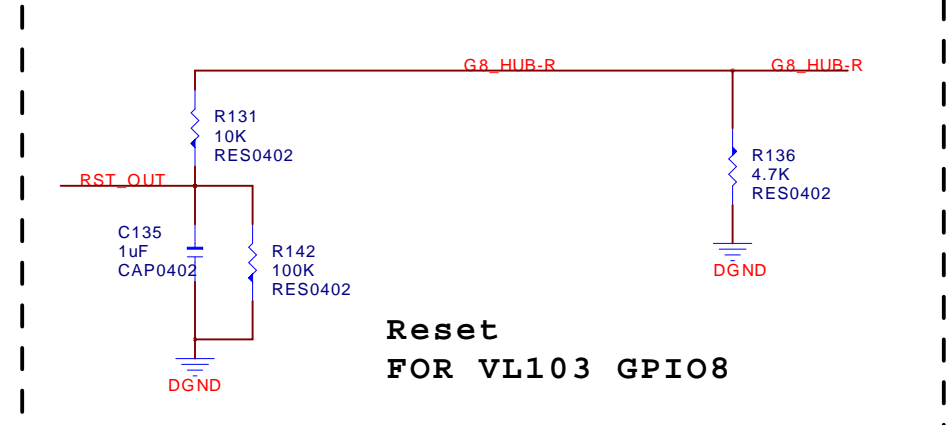 G8_HUB-R
G8_HUB-R
R131
10K
RES0402
R136
4.7K
RES0402
RST_OUT
C135
1uF
CAP0402
R142
100K
RES0402
DGND
Reset
FOR VL103 GPIO8
DGND